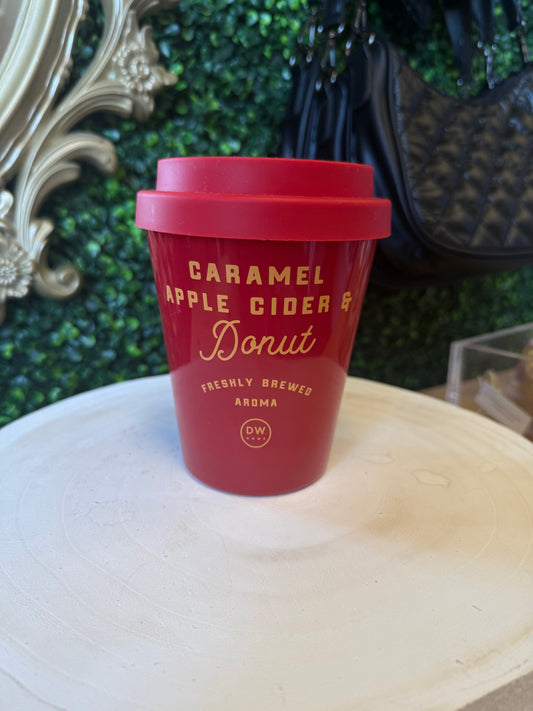 CARAMEL
APPLE CIDER &
Donut
FRESHLY BREWED
AROMA
DW
HOME